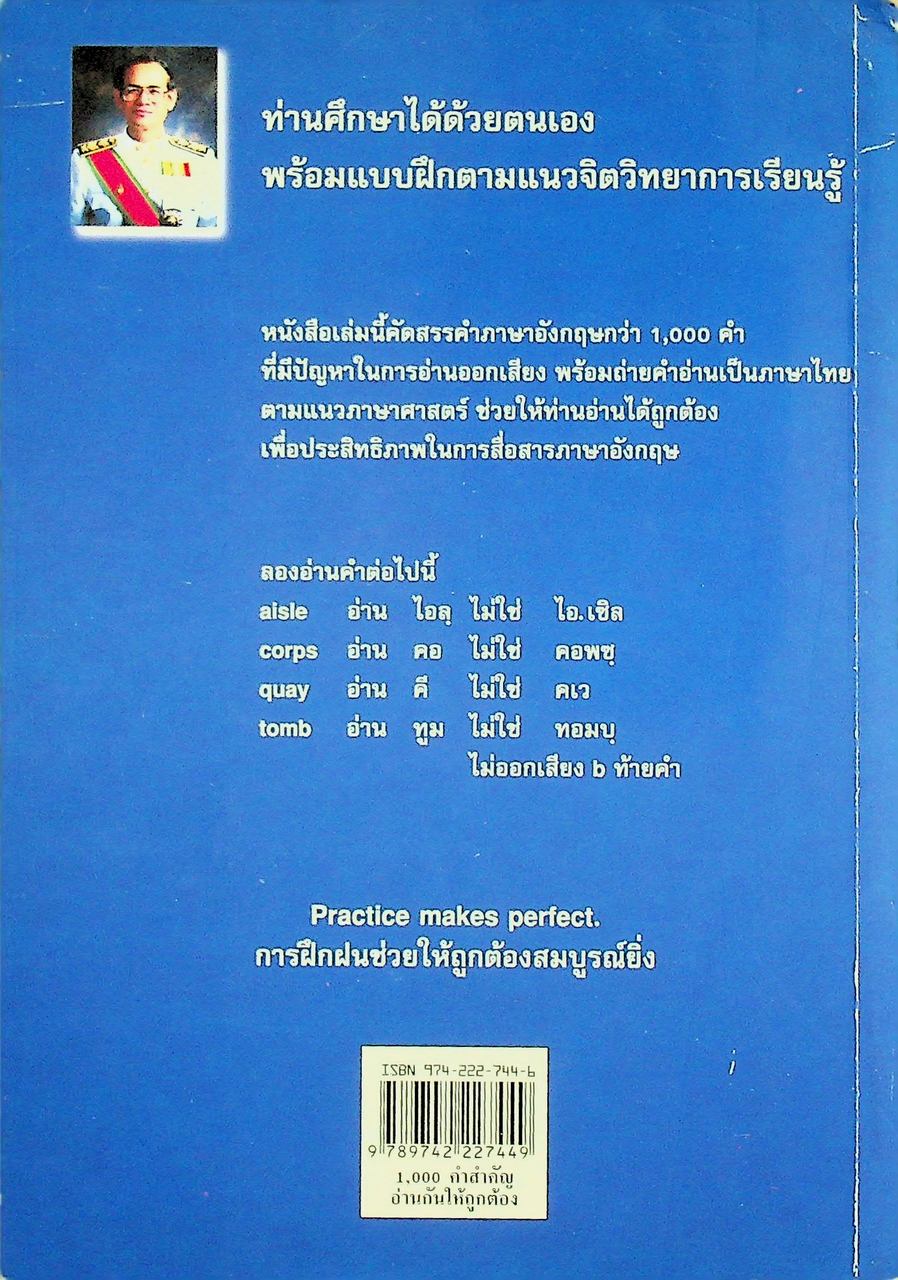 ท่านศึกษาได้ด้วยตนเอง
พร้อมแบบฝึกตามแนวจิตวิทยาการเรียนรู้
หนังสือเล่มนี้คัดสรรคำภาษาอังกฤษกว่า 1,000 คำ
ที่มีปัญหาในการอ่านออกเสียง พร้อมถ่ายคำอ่านเป็นภาษาไทย
ตามแนวภาษาศาสตร์ ช่วยให้ท่านอ่านได้ถูกต้อง
เพื่อประสิทธิภาพในการสื่อสารภาษาอังกฤษ
ลองอ่านคำต่อไปนี้
aisle อ่าน ไอลฺ ไม่ใช่ ไอ.เซิล
corps อ่าน คอ ไม่ใช่ คอพซฺ
quay อ่าน คี ไม่ใช่ คเว
tomb อ่าน ทูม ไม่ใช่ ทอมบฺ
ไม่ออกเสียง b ท้ายคำ
Practice makes perfect.
การฝึกฝนช่วยให้ถูกต้องสมบูรณ์ยิ่ง
ISBN 974-222-744-6
9 789742 227449
1,000 คำสำคัญ
อ่านกันให้ถูกต้อง